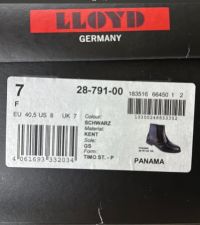 LLOYD
GERMANY
7
28-791-00
183516 66450 1 2
F
EU 40,5 US 8 UK 7
Colour:
SCHWARZ
Material:
KENT
Sole:
GS
Form:
TIMO ST. - F
4 061693 332034
PANAMA